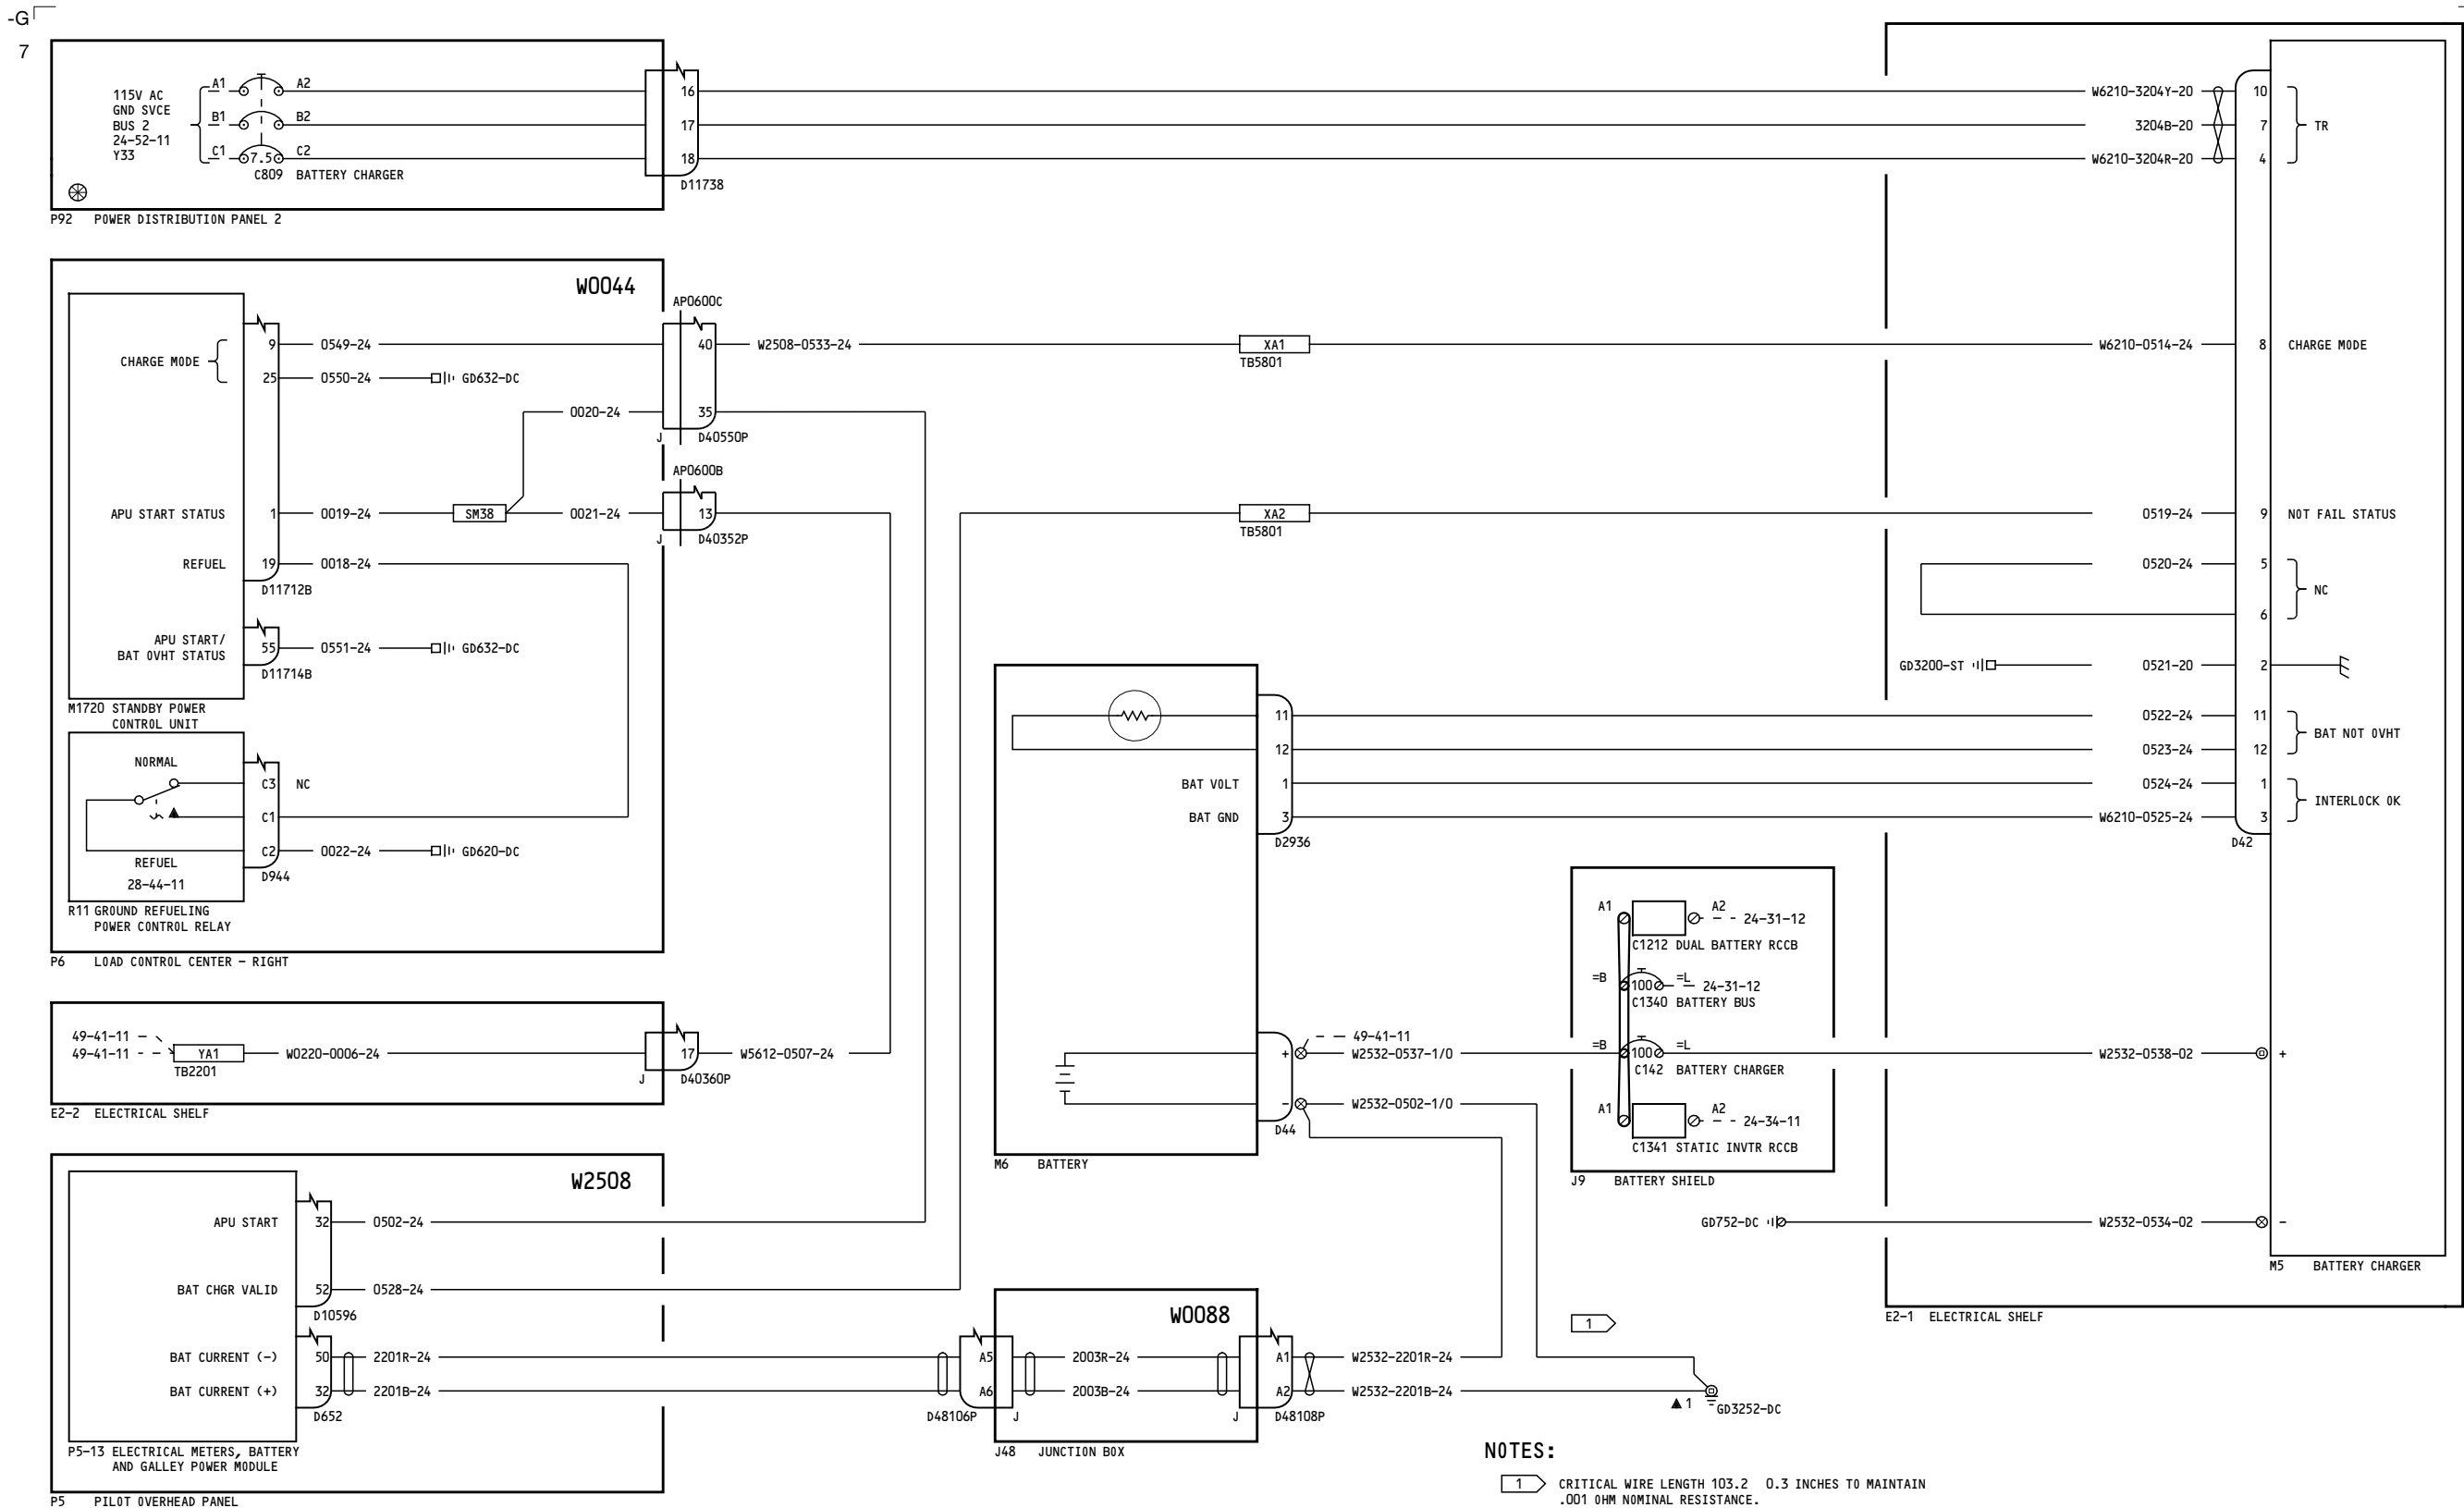 -G
7
115V AC
GND SVCE
BUS 2
24-52-11
Y33
A1 A2
B1 B2
C1 7.5 C2
C809 BATTERY CHARGER
16
17
18
D11738
P92 POWER DISTRIBUTION PANEL 2
W6210-3204Y-20 10
3204B-20 7 TR
W6210-3204R-20 4
W0044
AP0600C
CHARGE MODE
9 0549-24
40 W2508-0533-24
XA1
TB5801
W6210-0514-24 8 CHARGE MODE
25 0550-24 GD632-DC
0020-24 35
J D40550P
AP0600B
APU START STATUS 1 0019-24 SM38 0021-24 13
J D40352P
XA2
TB5801
0519-24 9 NOT FAIL STATUS
REFUEL 19 0018-24
D11712B
0520-24 5
NC
6
APU START/
BAT OVHT STATUS
55 0551-24 GD632-DC
D11714B
GD3200-ST 0521-20 2
M1720 STANDBY POWER
CONTROL UNIT
11 0522-24 11
12 0523-24 12
BAT NOT OVHT
BAT VOLT 1 0524-24 1
BAT GND 3 W6210-0525-24 3
INTERLOCK OK
D2936
D42
NORMAL
C3 NC
C1
C2 0022-24 GD620-DC
REFUEL
28-44-11
D944
R11 GROUND REFUELING
POWER CONTROL RELAY
P6 LOAD CONTROL CENTER - RIGHT
A1 A2 24-31-12
C1212 DUAL BATTERY RCCB
=B 100 =L 24-31-12
C1340 BATTERY BUS
=B 100 =L
C142 BATTERY CHARGER
A1 A2 24-34-11
C1341 STATIC INVTR RCCB
J9 BATTERY SHIELD
49-41-11
49-41-11
YA1
TB2201
W0220-0006-24 17 W5612-0507-24
J D40360P
E2-2 ELECTRICAL SHELF
49-41-11
+ W2532-0537-1/0
W2532-0538-02 +
- W2532-0502-1/0
D44
M6 BATTERY
W2508
APU START 32 0502-24
GD752-DC W2532-0534-02 -
M5 BATTERY CHARGER
BAT CHGR VALID 52 0528-24
D10596
E2-1 ELECTRICAL SHELF
W0088
1
BAT CURRENT (-) 50 2201R-24 A5 2003R-24 A1 W2532-2201R-24
BAT CURRENT (+) 32 2201B-24 A6 2003B-24 A2 W2532-2201B-24
D652
D48106P J
J D48108P
1 GD3252-DC
P5-13 ELECTRICAL METERS, BATTERY
AND GALLEY POWER MODULE
J48 JUNCTION BOX
P5 PILOT OVERHEAD PANEL
NOTES:
1 CRITICAL WIRE LENGTH 103.2 0.3 INCHES TO MAINTAIN
.001 OHM NOMINAL RESISTANCE.